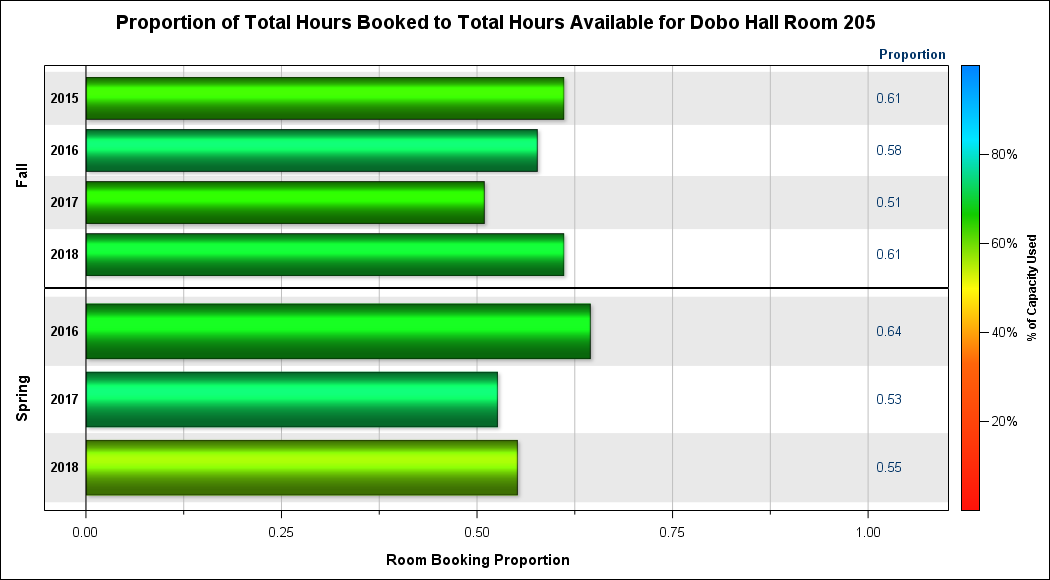 Proportion of Total Hours Booked to Total Hours Available for Dobo Hall Room 205
Proportion
Fall
2015 0.61
2016 0.58
2017 0.51
2018 0.61
Spring
2016 0.64
2017 0.53
2018 0.55
0.00 0.25 0.50 0.75 1.00
Room Booking Proportion
80%
60%
40%
20%
% of Capacity Used